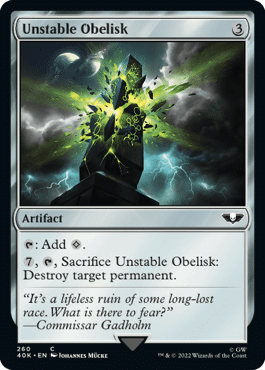 Unstable Obelisk 3
Artifact
: Add .
7, , Sacrifice Unstable Obelisk:
Destroy target permanent.
“It’s a lifeless ruin of some long-lost
race. What is there to fear?”
—Commissar Gadholm
260 C © GW
40K • EN Johannes Mücke ™ & © 2022 Wizards of the Coast